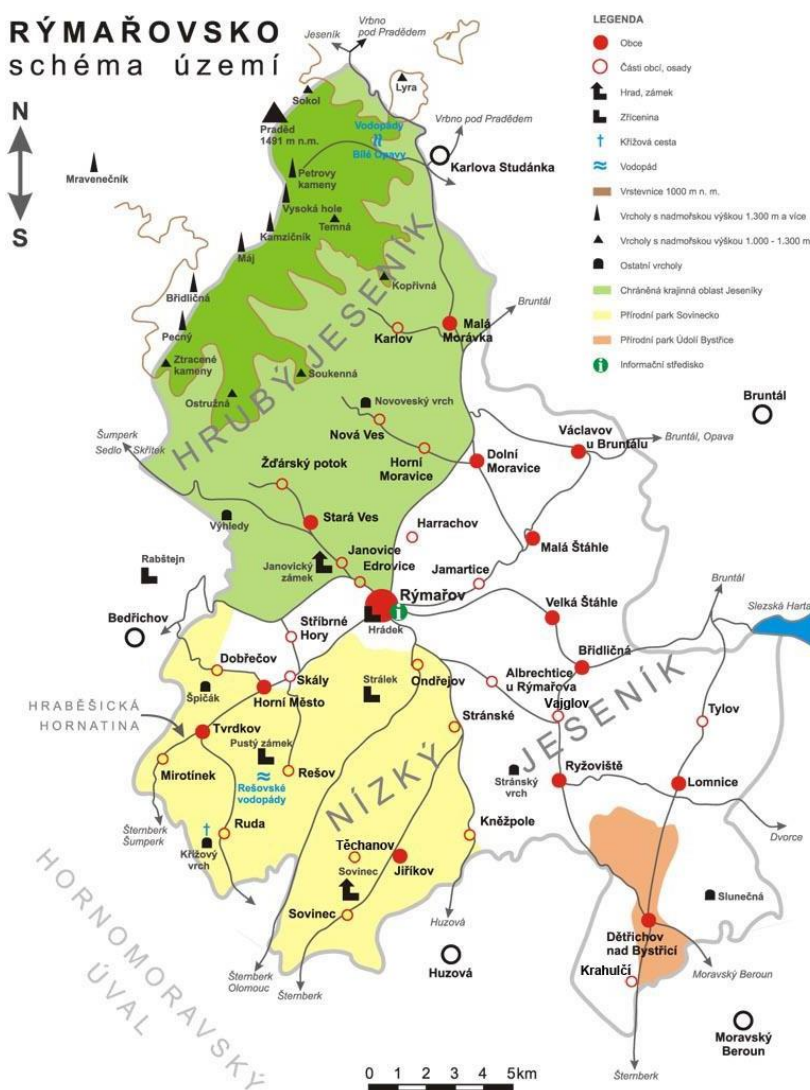 RÝMAŘOVSKO
schéma území
N
S
Jeseník
Vrbno
pod Pradědem
Lyra
Sokol
Praděd
1491 m n.m.
Vodopády
Bílé Opavy
Vrbno pod Pradědem
Karlova Studánka
Mravenečník
Petrovy
kameny
Vysoká hole
Temná
Kamzičník
Máj
Kopřivná
Břidličná
Pecný
Bruntál
Malá
Morávka
Karlov
Ztracené
kameny
Soukenná
Ostružná
HRUBÝ JESENÍK
Novoveský vrch
Nová Ves
Horní
Moravice
Dolní
Moravice
Václavov
u Bruntálu
Bruntál, Opava
Bruntál
Šumperk
Sedlo Skřítek
Žďárský potok
Stará Ves
Výhledy
Harrachov
Malá Štáhle
Janovice
Edrovice
Janovický
zámek
Jamartice
Rabštejn
Rýmařov
Hrádek
Velká Štáhle
Bruntál
Slezská Harta
Bedřichov
Stříbrné
Hory
Břidličná
Dobřečov
Skály
Ondřejov
Albrechtice
u Rýmařova
Špičák
Horní Město
Strálek
Vajglov
Tylov
HRABĚŠICKÁ
HORNATINA
Tvrdkov
Stránské
Pustý zámek
Mirotínek
Rešov
Rešovské
vodopády
Stránský
vrch
Ryžoviště
Lomnice
NÍZKÝ JESENÍK
Šternberk
Šumperk
Ruda
Křížový
vrch
Kněžpole
Dvorce
Těchanov
Sovinec
Jiříkov
Sovinec
Slunečná
Huzová
Dětřichov
nad Bystřicí
Huzová
Moravský Beroun
Krahulčí
Šternberk
Olomouc
Šternberk
Moravský
Beroun
Šternberk
HORNOMORAVSKÝ
ÚVAL
0 1 2 3 4 5km
LEGENDA
Obce
Části obcí, osady
Hrad, zámek
Zřícenina
Křížová cesta
Vodopád
Vrstevnice 1000 m n. m.
Vrcholy s nadmořskou výškou 1.300 m a více
Vrcholy s nadmořskou výškou 1.000 - 1.300 m
Ostatní vrcholy
Chráněná krajinná oblast Jeseníky
Přírodní park Sovinecko
Přírodní park Údolí Bystřice
Informační středisko